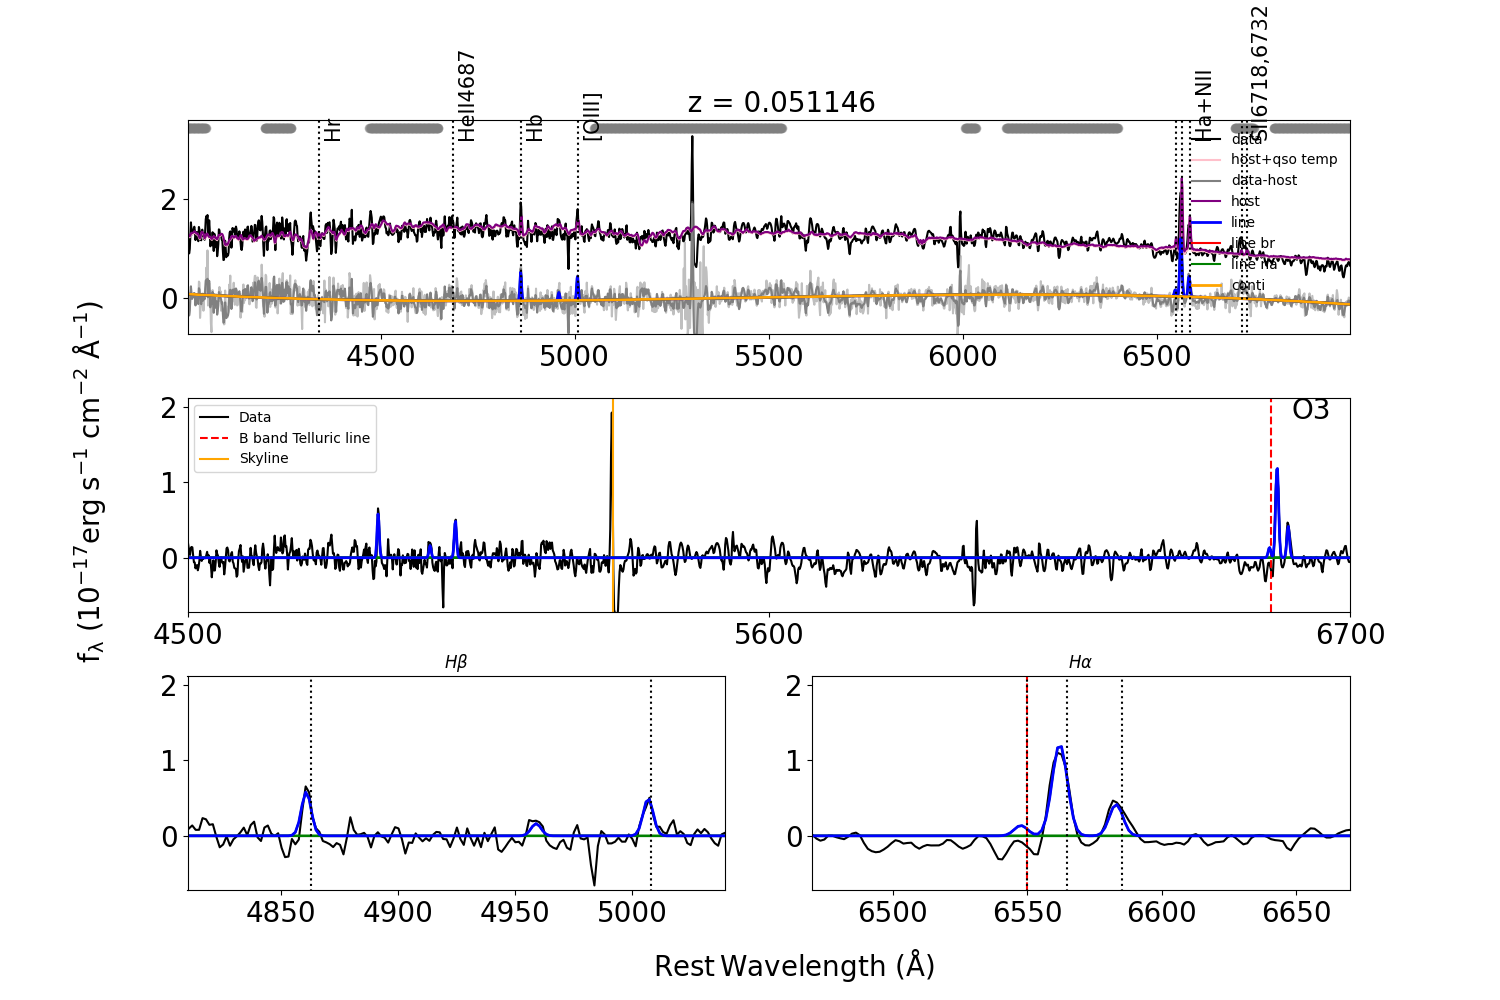 z = 0.051146
Hr
HeII4687
Hb
[OIII]
Ha+NII
SII6718,6732
data
host+qso temp
data-host
host
line
line br
line na
conti
2
0
4500 5000 5500 6000 6500
fλ (10⁻¹⁷erg s⁻¹ cm⁻² Å⁻¹)
Data
B band Telluric line
Skyline
O3
2
1
0
4500 5600 6700
Hβ
2
1
0
4850 4900 4950 5000
Hα
2
1
0
6500 6550 6600 6650
Rest Wavelength (Å)